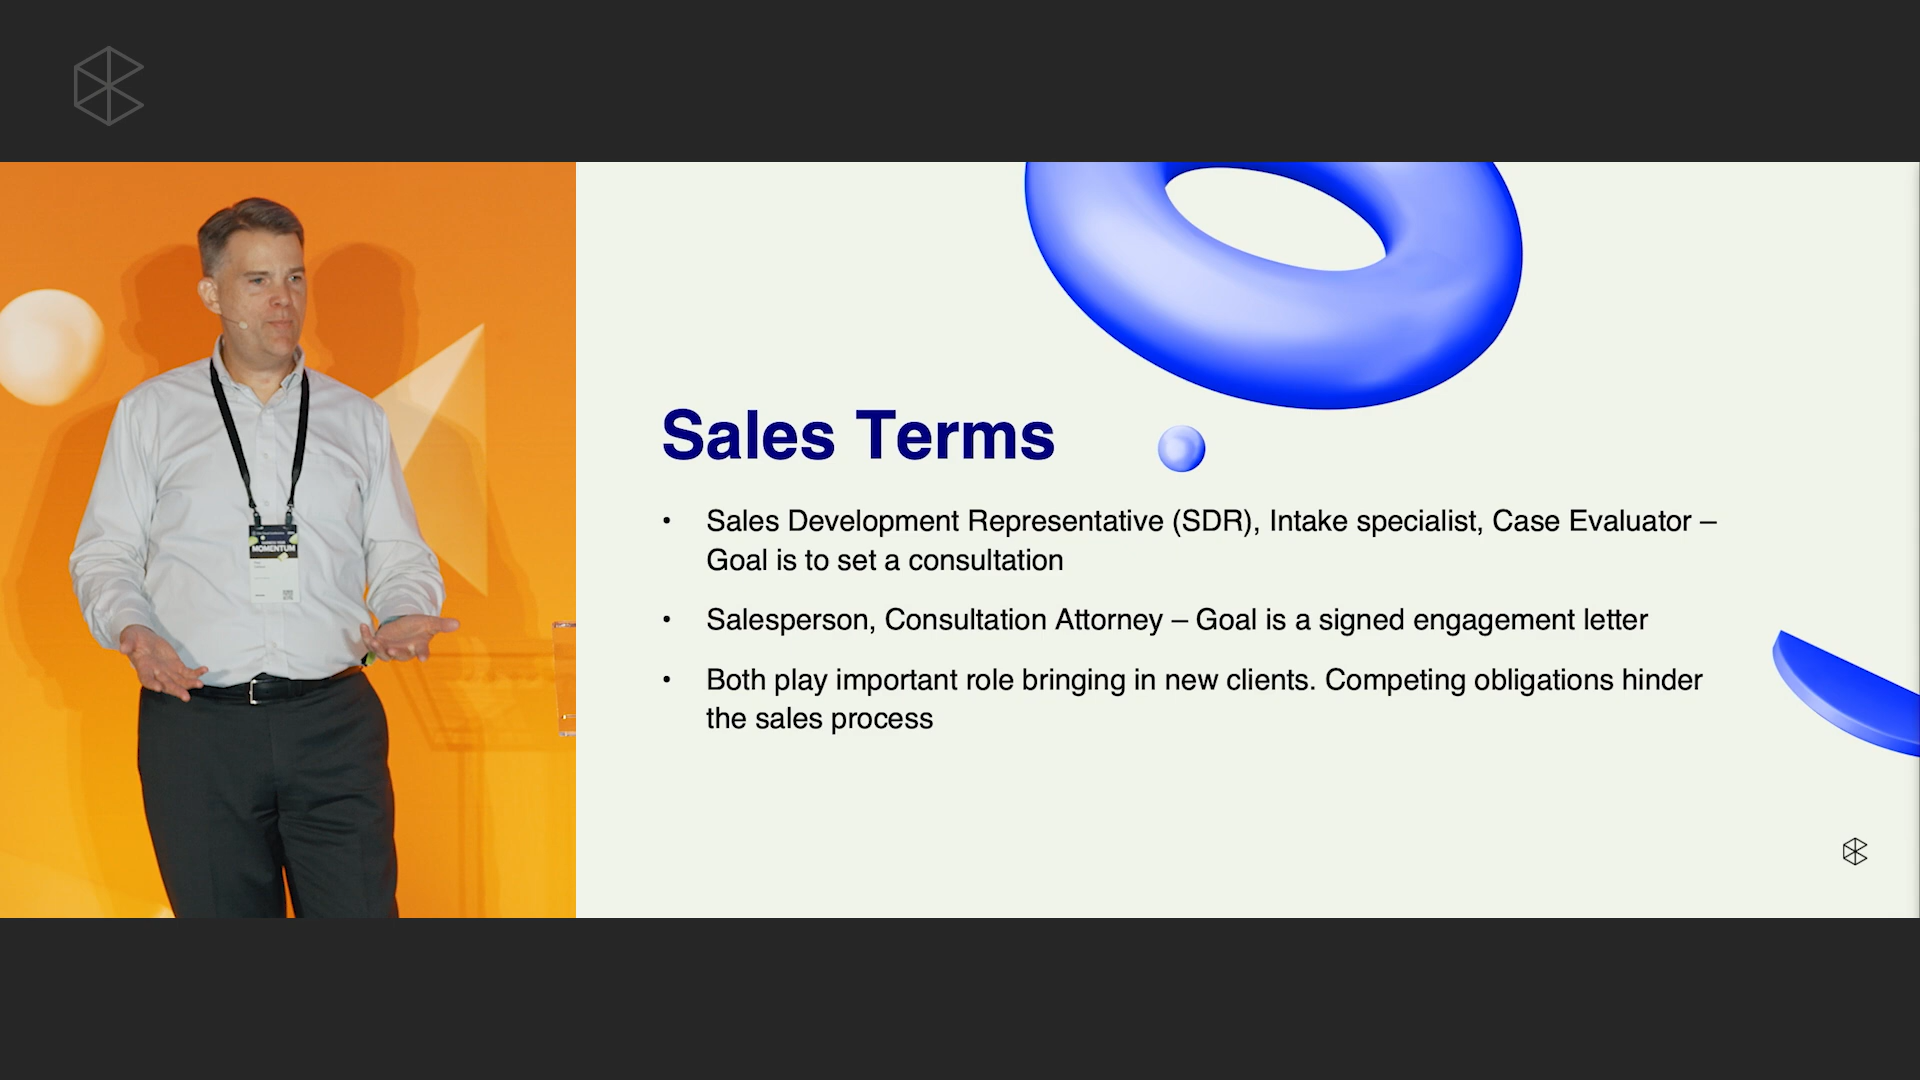 MOMENTUM
Sales Terms
• Sales Development Representative (SDR), Intake specialist, Case Evaluator –
Goal is to set a consultation
• Salesperson, Consultation Attorney – Goal is a signed engagement letter
• Both play important role bringing in new clients. Competing obligations hinder
the sales process